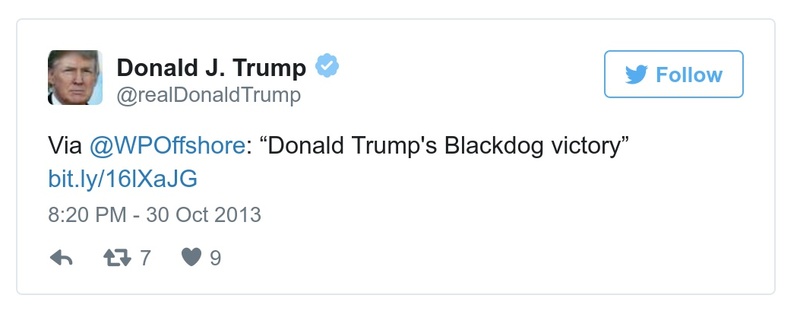 Donald J. Trump
@realDonaldTrump
Follow
Via @WPOffshore: “Donald Trump's Blackdog victory”
bit.ly/16lXaJG
8:20 PM - 30 Oct 2013
7 9